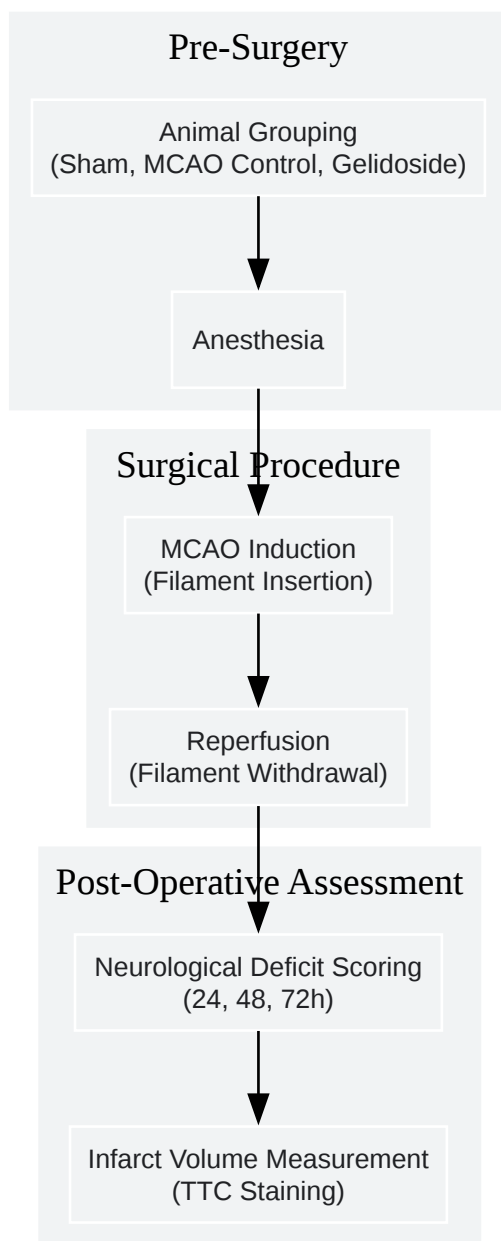 Pre-Surgery
Animal Grouping
(Sham, MCAO Control, Gelidoside)
Anesthesia
Surgical Procedure
MCAO Induction
(Filament Insertion)
Reperfusion
(Filament Withdrawal)
Post-Operative Assessment
Neurological Deficit Scoring
(24, 48, 72h)
Infarct Volume Measurement
(TTC Staining)